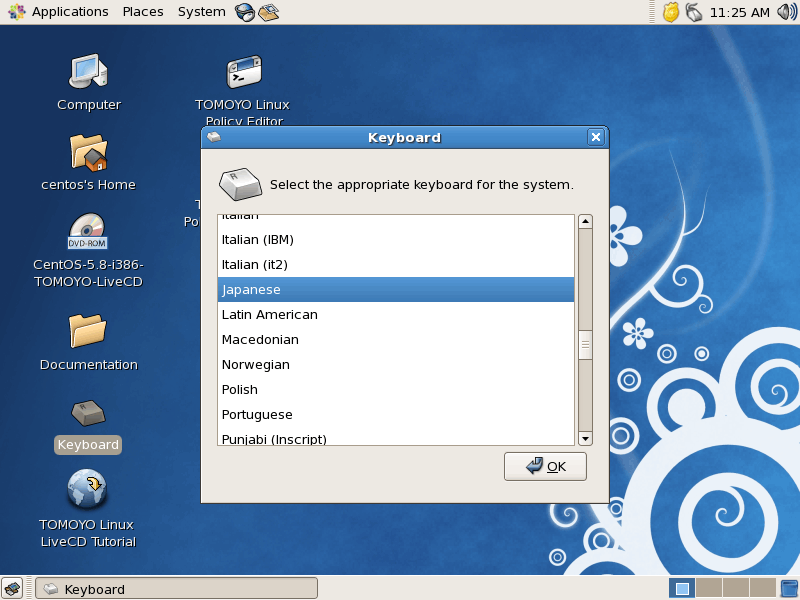 Applications Places System
11:25 AM
Computer
TOMOYO Linux
Policy Editor
centos's Home
DVD-ROM
CentOS-5.8-i386-
TOMOYO-LiveCD
Documentation
Keyboard
TOMOYO Linux
LiveCD Tutorial
Keyboard
Select the appropriate keyboard for the system.
Italian
Italian (IBM)
Italian (it2)
Japanese
Latin American
Macedonian
Norwegian
Polish
Portuguese
Punjabi (Inscript)
OK
Keyboard